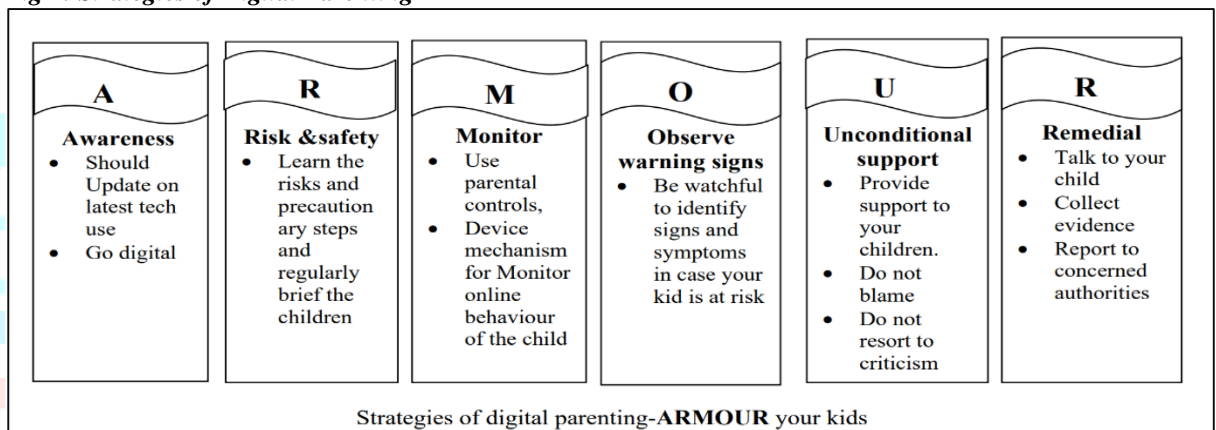 A
Awareness
• Should
Update on
latest tech
use
• Go digital
R
Risk &safety
• Learn the
risks and
precaution
ary steps
and
regularly
brief the
children
M
Monitor
• Use
parental
controls,
• Device
mechanism
for Monitor
online
behaviour
of the child
O
Observe
warning signs
• Be watchful
to identify
signs and
symptoms
in case your
kid is at risk
U
Unconditional
support
• Provide
support to
your
children.
• Do not
blame
• Do not
resort to
criticism
R
Remedial
• Talk to your
child
• Collect
evidence
• Report to
concerned
authorities
Strategies of digital parenting-ARMOUR your kids